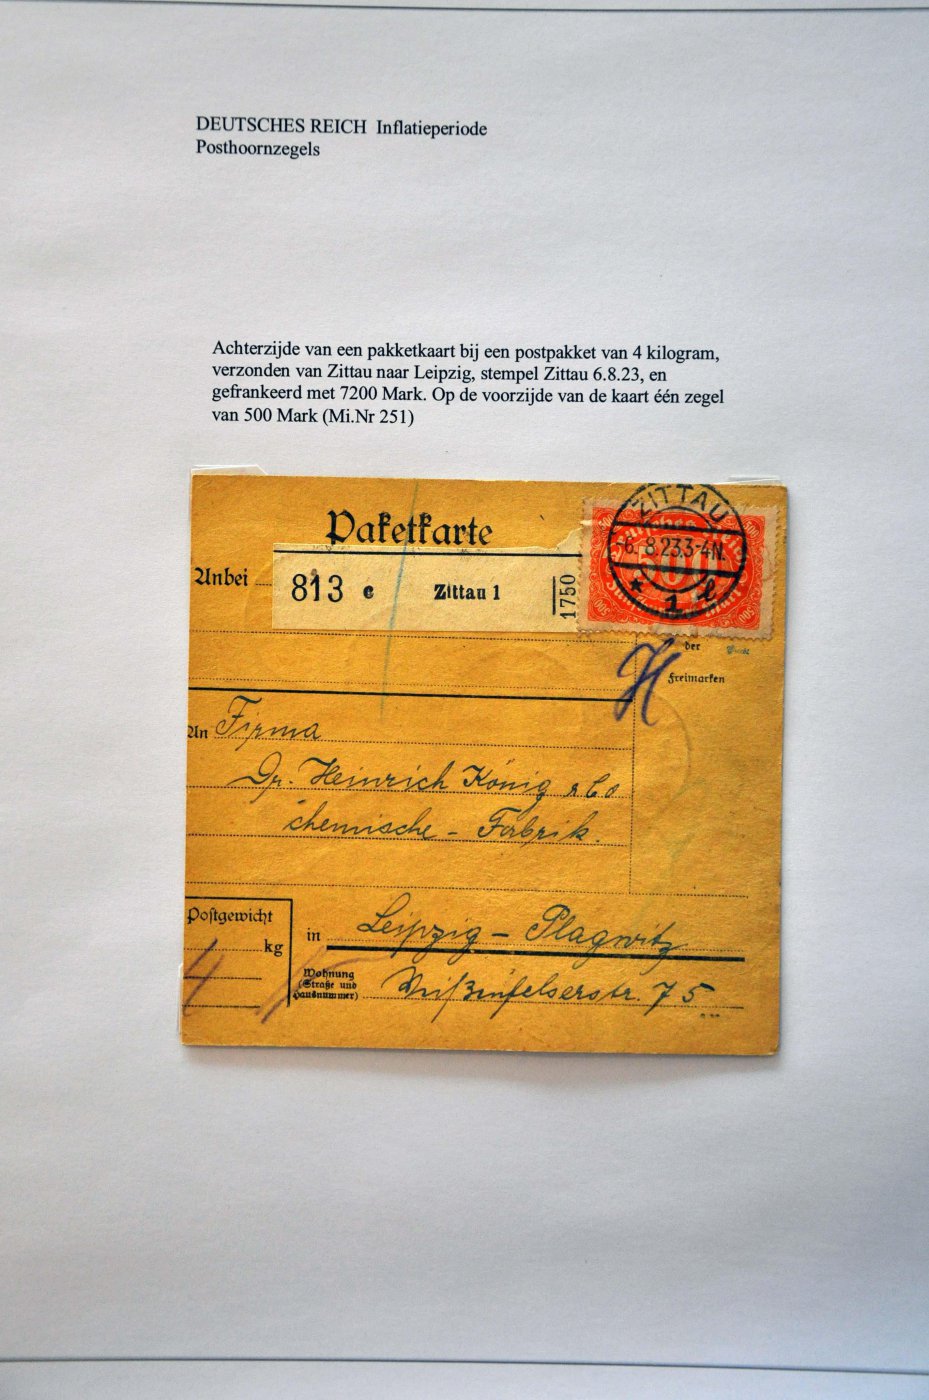 DEUTSCHES REICH Inflatieperiode
Posthoornzegels
Achterzijde van een pakketkaart bij een postpakket van 4 kilogram,
verzonden van Zittau naar Leipzig, stempel Zittau 6.8.23, en
gefrankeerd met 7200 Mark. Op de voorzijde van de kaart één zegel
van 500 Mark (Mi.Nr 251)
Paketkarte
ZITTAU
6. 8.23.3-4N.
* 1 d
500
Anbei
813 c Zittau 1 1750
der
Freimarken
H
An Firma
Dr. Heinrich König & Co
chemische - Fabrik.
Postgewicht
4 kg
in Leipzig - Plagwitz
Wohnung
(Straße und
Hausnummer)
75